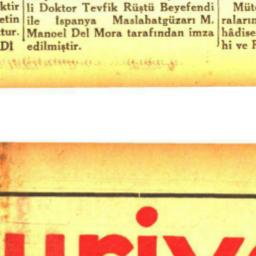 ktir
etin
tur.
Dİ
li Doktor Tevfik Rüştü Beyefendi
ile İspanya Maslahatgüzarı M.
Manoel Del Mora tarafından imza
edilmiştir.
Müt
raların
hâdise
hi ve F
uriye